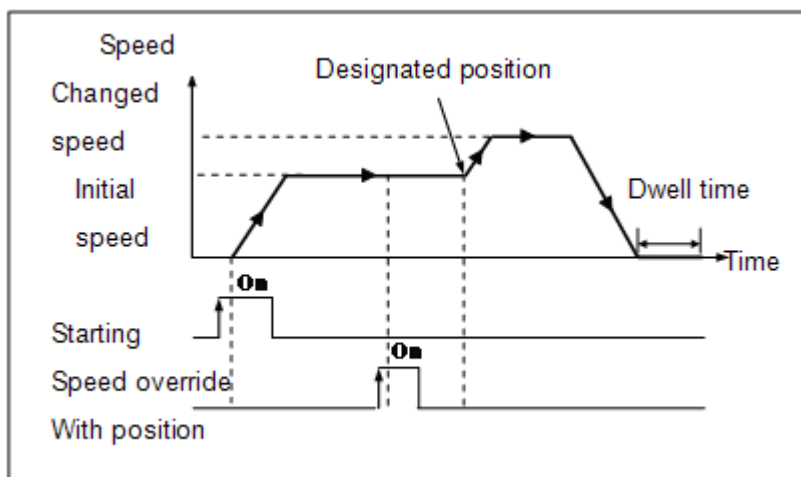 Speed
Designated position
Changed
speed
Initial
speed
Dwell time
Time
On
Starting
On
Speed override
With position